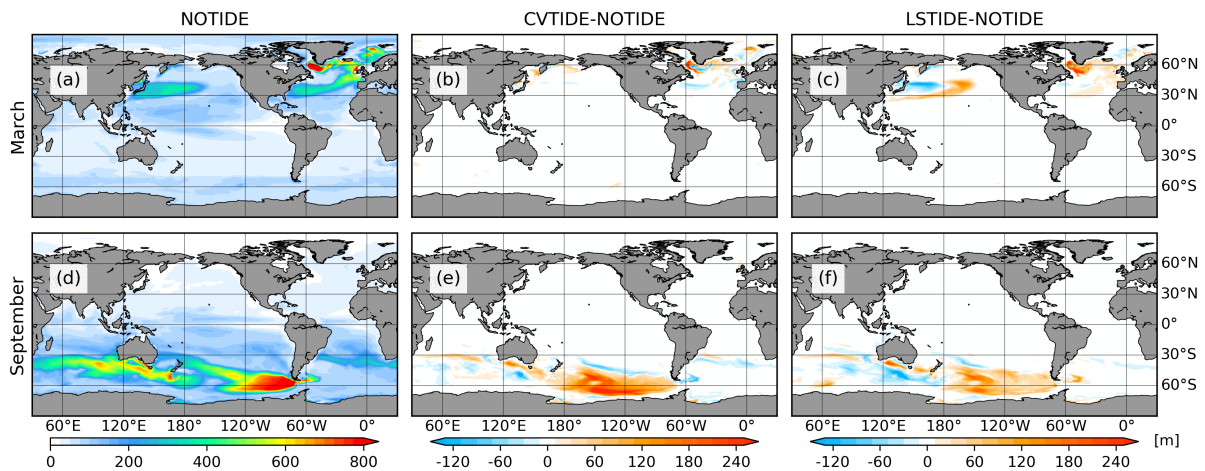 NOTIDE CVTIDE-NOTIDE LSTIDE-NOTIDE
March
(a) (b) (c)
60°N
30°N
0°
30°S
60°S
September
(d) (e) (f)
60°N
30°N
0°
30°S
60°S
60°E 120°E 180° 120°W 60°W 0° 60°E 120°E 180° 120°W 60°W 0° 60°E 120°E 180° 120°W 60°W 0°
0 200 400 600 800 -120 -60 0 60 120 180 240 -120 -60 0 60 120 180 240 [m]